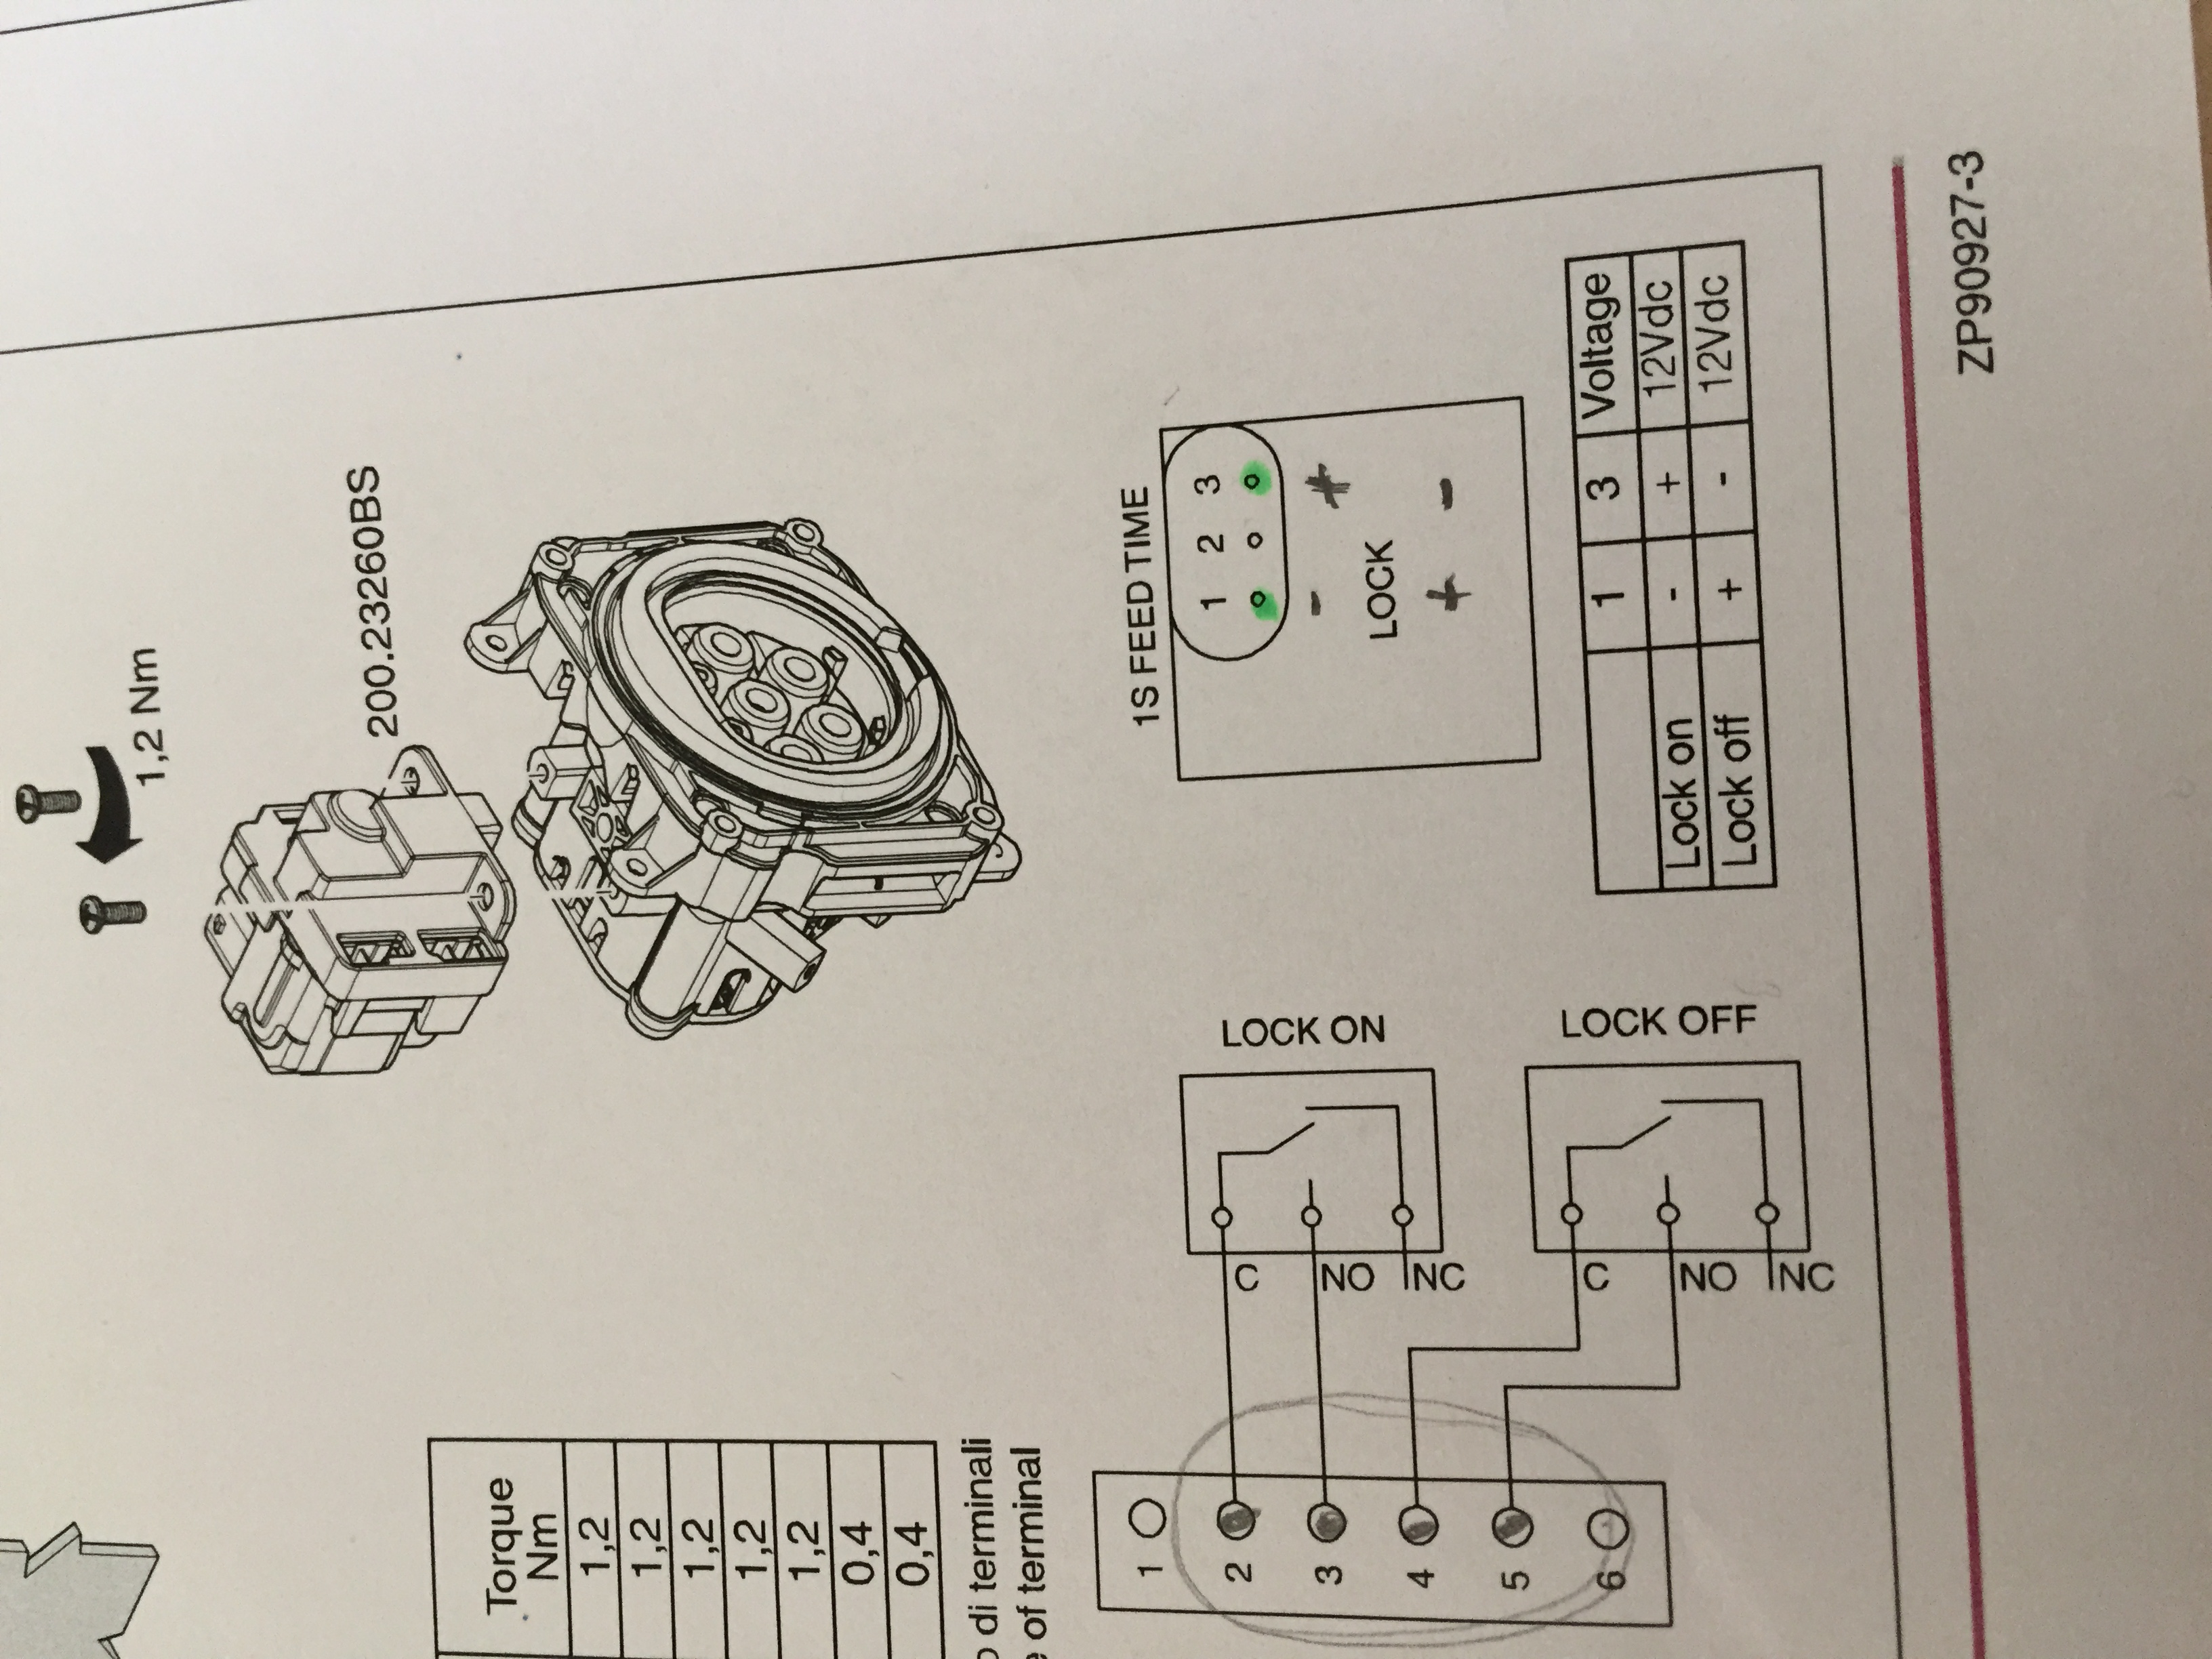 1,2 Nm
200.23260BS
Torque
Nm
1,2
1,2
1,2
1,2
1,2
0,4
0,4
di terminali
of terminal
1
2
3
4
5
6
C
NO
NC
LOCK ON
C
NO
NC
LOCK OFF
1S FEED TIME
1 2 3
- +
LOCK
+ -
1 3 Voltage
Lock on - + 12Vdc
Lock off + - 12Vdc
ZP90927-3